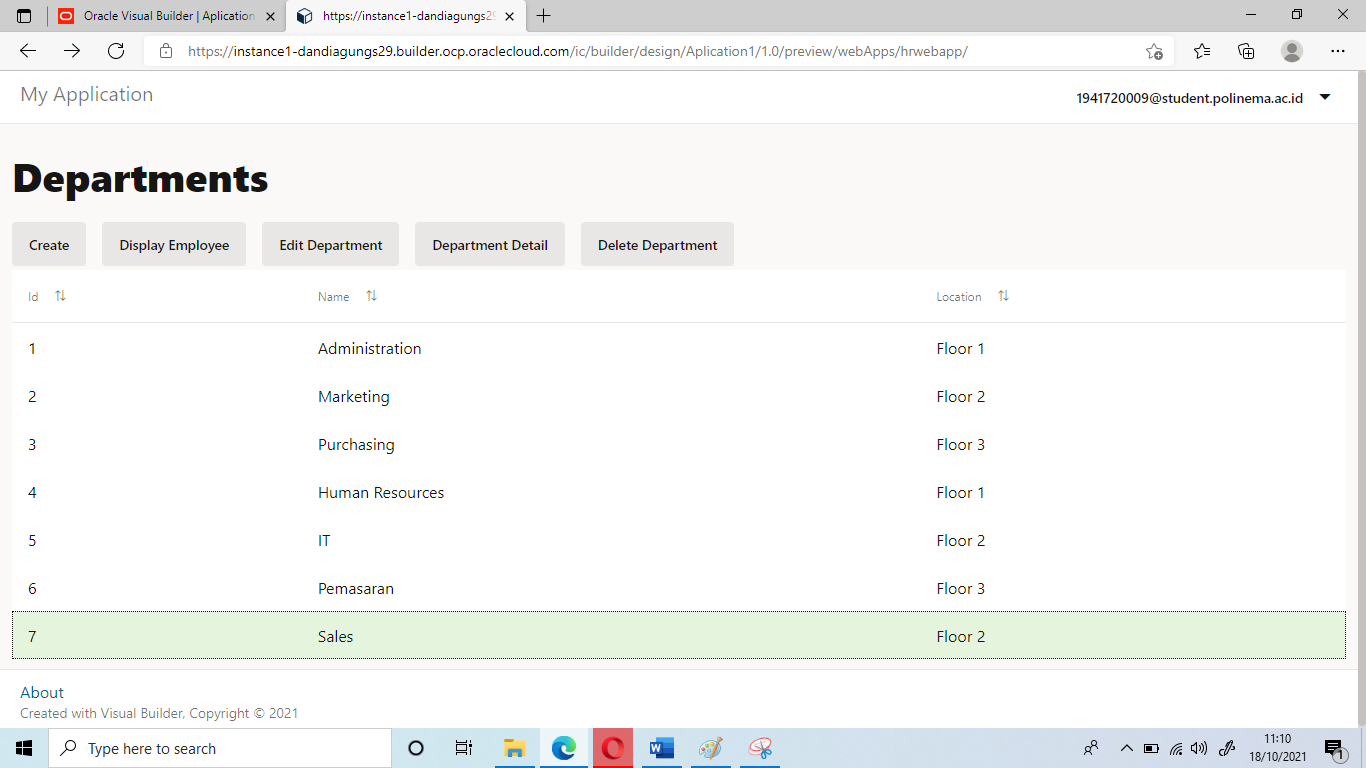 Oracle Visual Builder | Aplication
https://instance1-dandiagungs29
https://instance1-dandiagungs29.builder.ocp.oraclecloud.com/ic/builder/design/Aplication1/1.0/preview/webApps/hrwebapp/
My Application
1941720009@student.polinema.ac.id
Departments
Create Display Employee Edit Department Department Detail Delete Department
Id Name Location
1 Administration Floor 1
2 Marketing Floor 2
3 Purchasing Floor 3
4 Human Resources Floor 1
5 IT Floor 2
6 Pemasaran Floor 3
7 Sales Floor 2
About
Created with Visual Builder, Copyright © 2021
Type here to search
11:10
18/10/2021
1